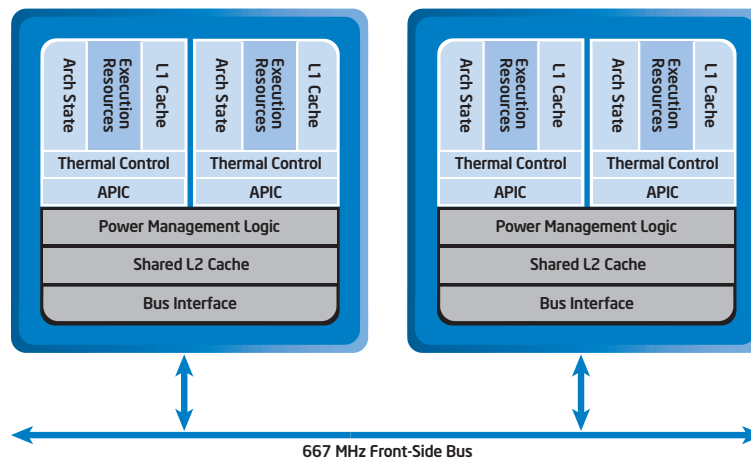 Arch State
Execution
Resources
L1 Cache
Arch State
Execution
Resources
L1 Cache
Thermal Control
Thermal Control
APIC
APIC
Power Management Logic
Shared L2 Cache
Bus Interface
Arch State
Execution
Resources
L1 Cache
Arch State
Execution
Resources
L1 Cache
Thermal Control
Thermal Control
APIC
APIC
Power Management Logic
Shared L2 Cache
Bus Interface
667 MHz Front-Side Bus